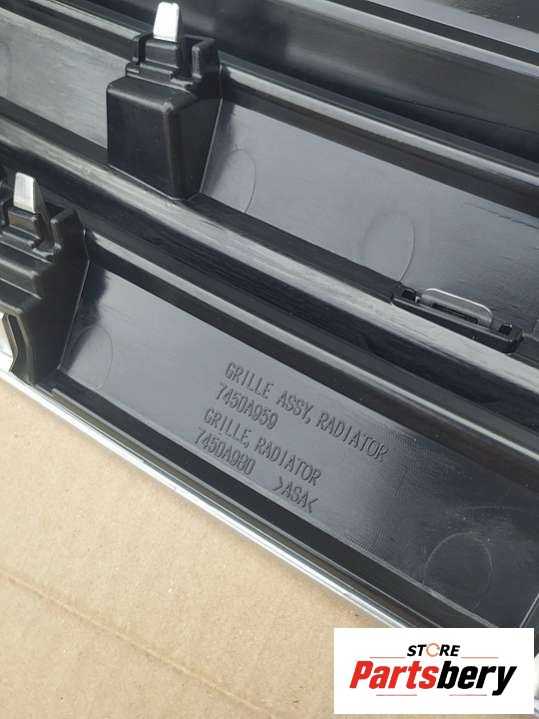 GRILLE ASSY, RADIATOR
7450A959
GRILLE, RADIATOR
7450A980 >ASA<
STORE
Partsbery